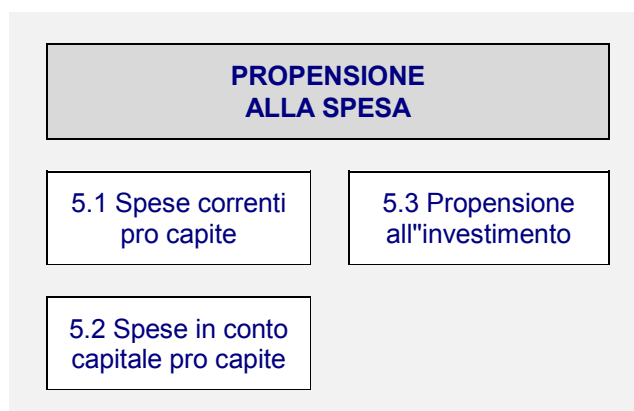 PROPENSIONE
ALLA SPESA
5.1 Spese correnti
pro capite
5.3 Propensione
all"investimento
5.2 Spese in conto
capitale pro capite